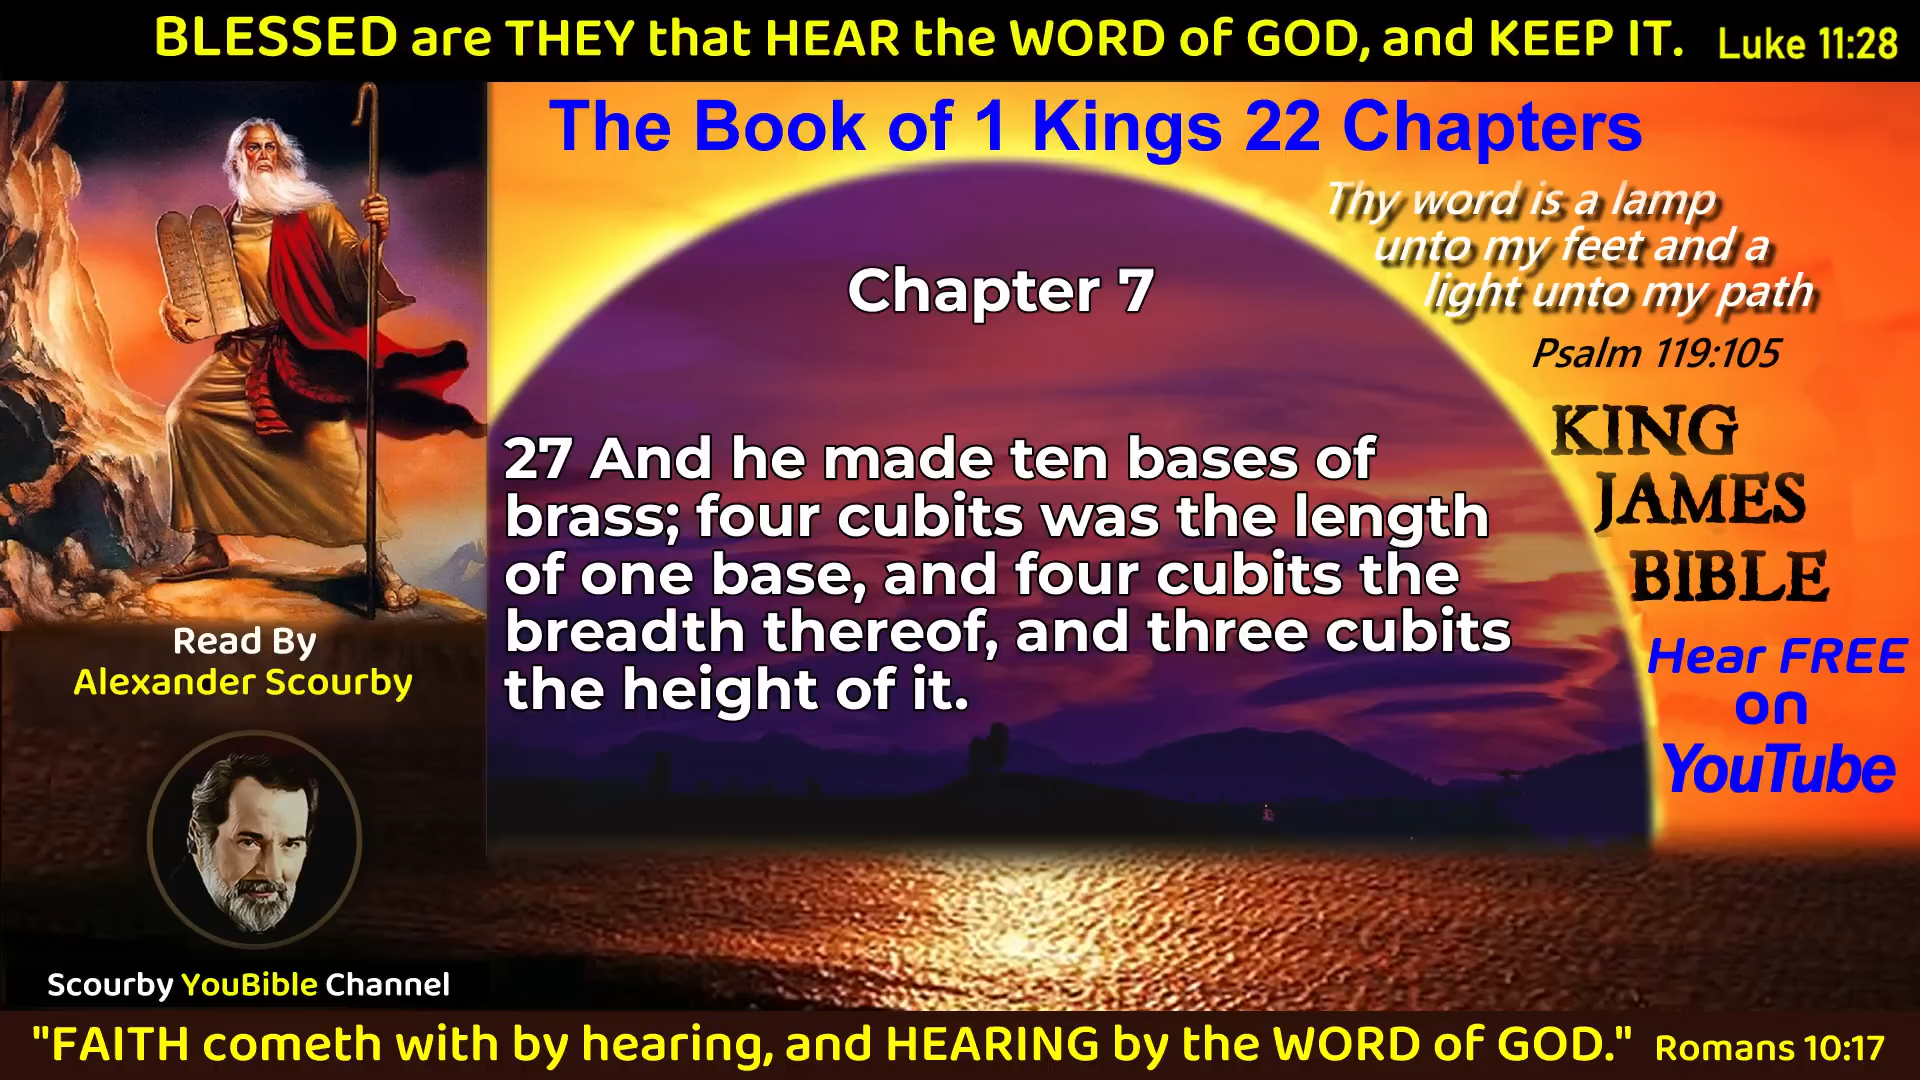 BLESSED are THEY that HEAR the WORD of GOD, and KEEP IT. Luke 11:28
The Book of 1 Kings 22 Chapters
Thy word is a lamp
unto my feet and a
light unto my path
Psalm 119:105
Chapter 7
27 And he made ten bases of
brass; four cubits was the length
of one base, and four cubits the
breadth thereof, and three cubits
the height of it.
KING
JAMES
BIBLE
Hear FREE
on
YouTube
Read By
Alexander Scourby
Scourby YouBible Channel
"FAITH cometh with by hearing, and HEARING by the WORD of GOD." Romans 10:17